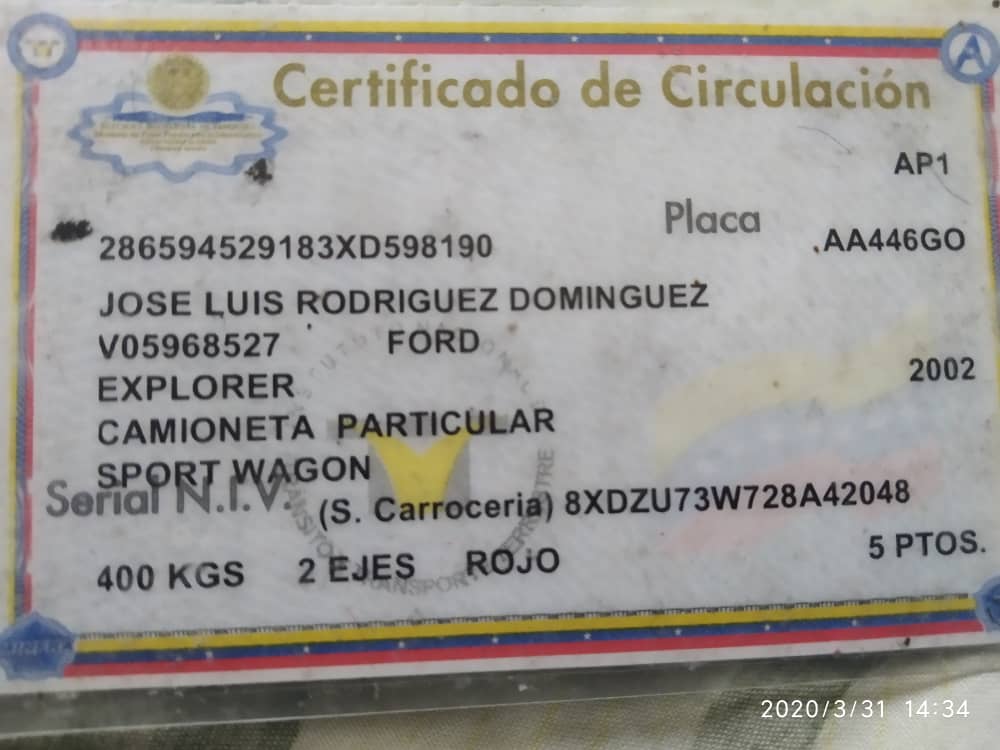 Certificado de Circulación
AP1
Placa
.AA446GO
286594529183XD598190
JOSE LUIS RODRIGUEZ DOMINGUEZ
V05968527 FORD
EXPLORER 2002
CAMIONETA PARTICULAR
SPORT WAGON
Serial N.I.V. (S. Carroceria) 8XDZU73W728A42048
400 KGS 2 EJES ROJO 5 PTOS.
2020/3/31 14:34